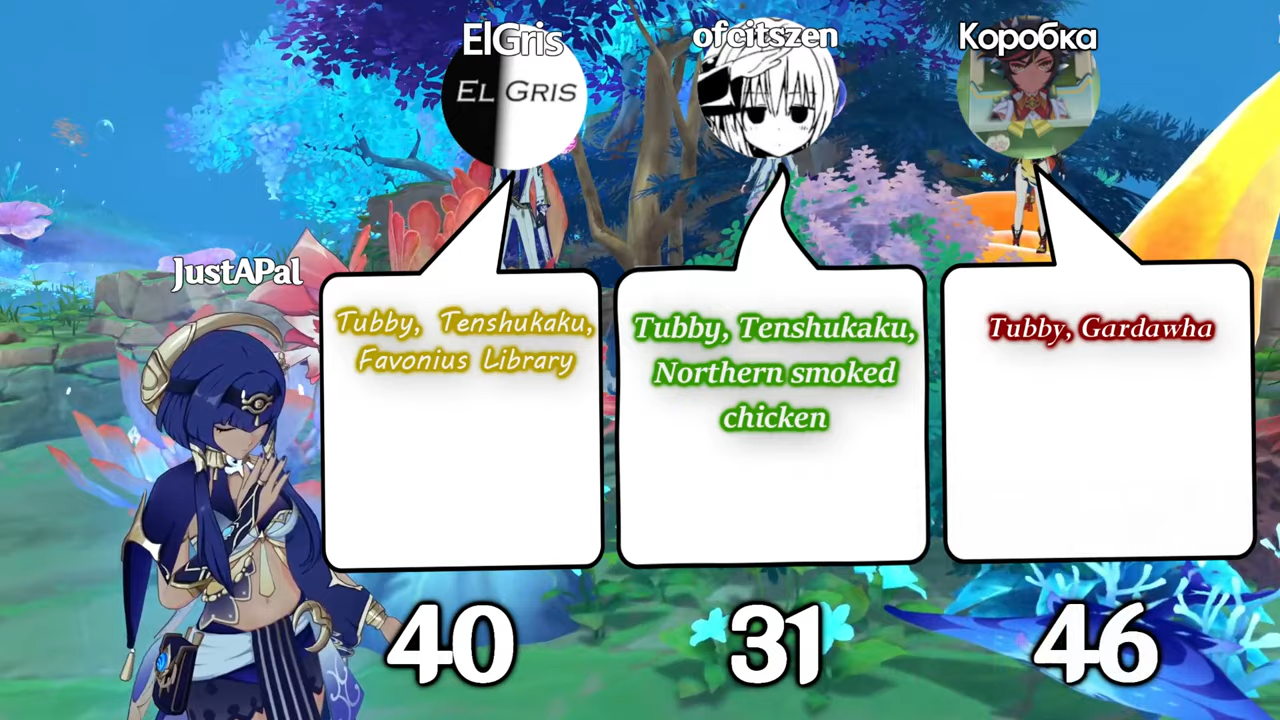 ElGris
ofcitszen
Коробка
EL GRIS
JustAPal
Tubby, Tenshukaku,
Favonius Library
Tubby, Tenshukaku,
Northern smoked
chicken
Tubby, Gardawha
40
31
46